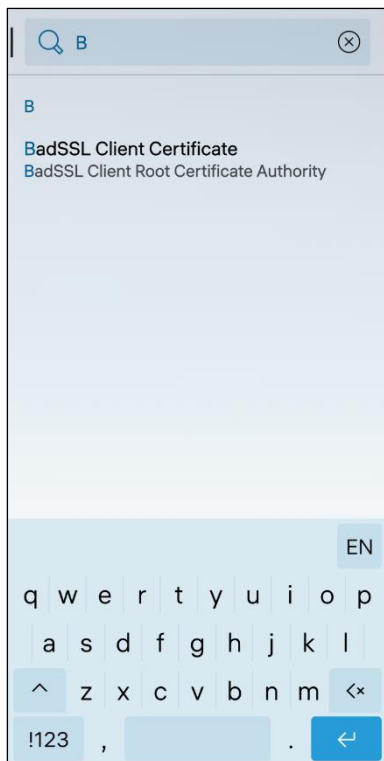 B
B
BadSSL Client Certificate
BadSSL Client Root Certificate Authority
EN
q w e r t y u i o p
a s d f g h j k l
z x c v b n m
!123 , .